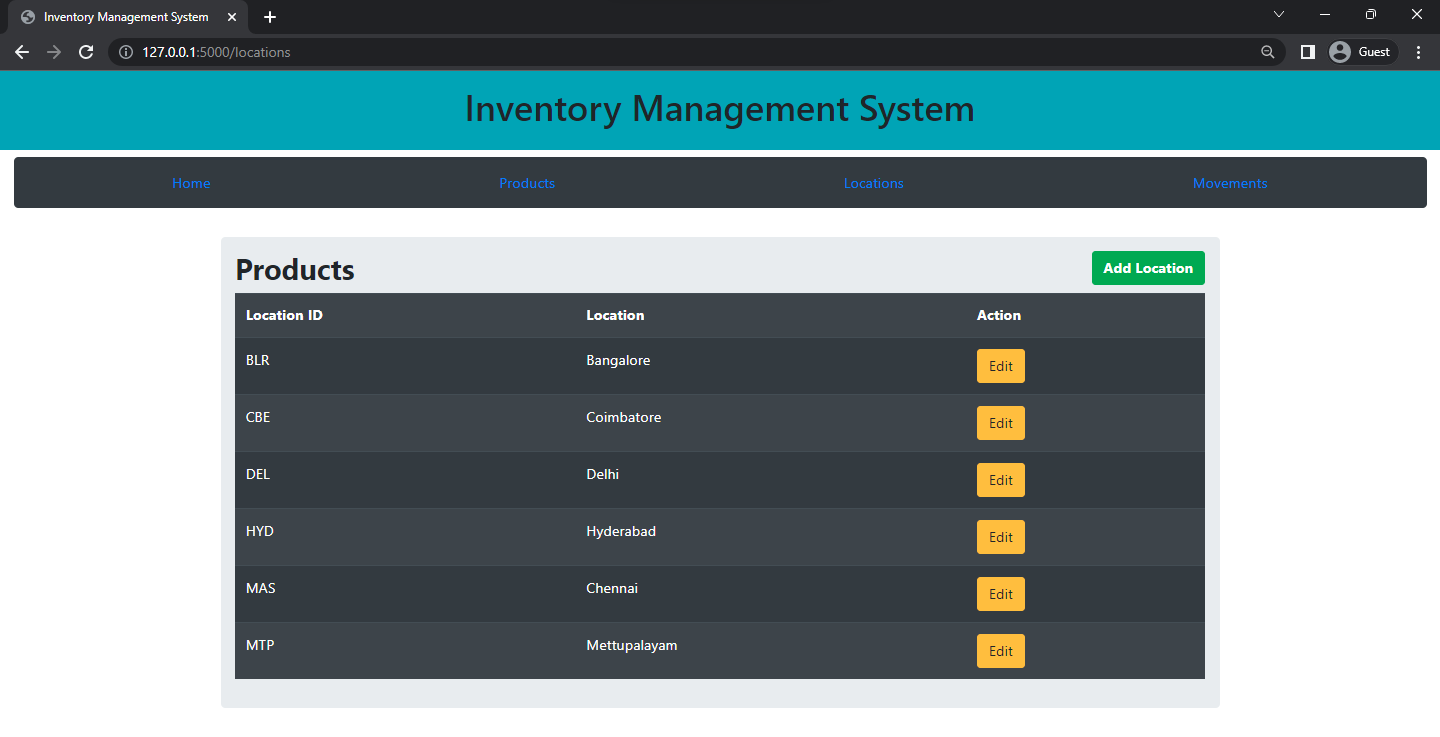 Inventory Management System
127.0.0.1:5000/locations
Guest
Inventory Management System
Home Products Locations Movements
Products Add Location
Location ID Location Action
BLR Bangalore Edit
CBE Coimbatore Edit
DEL Delhi Edit
HYD Hyderabad Edit
MAS Chennai Edit
MTP Mettupalayam Edit